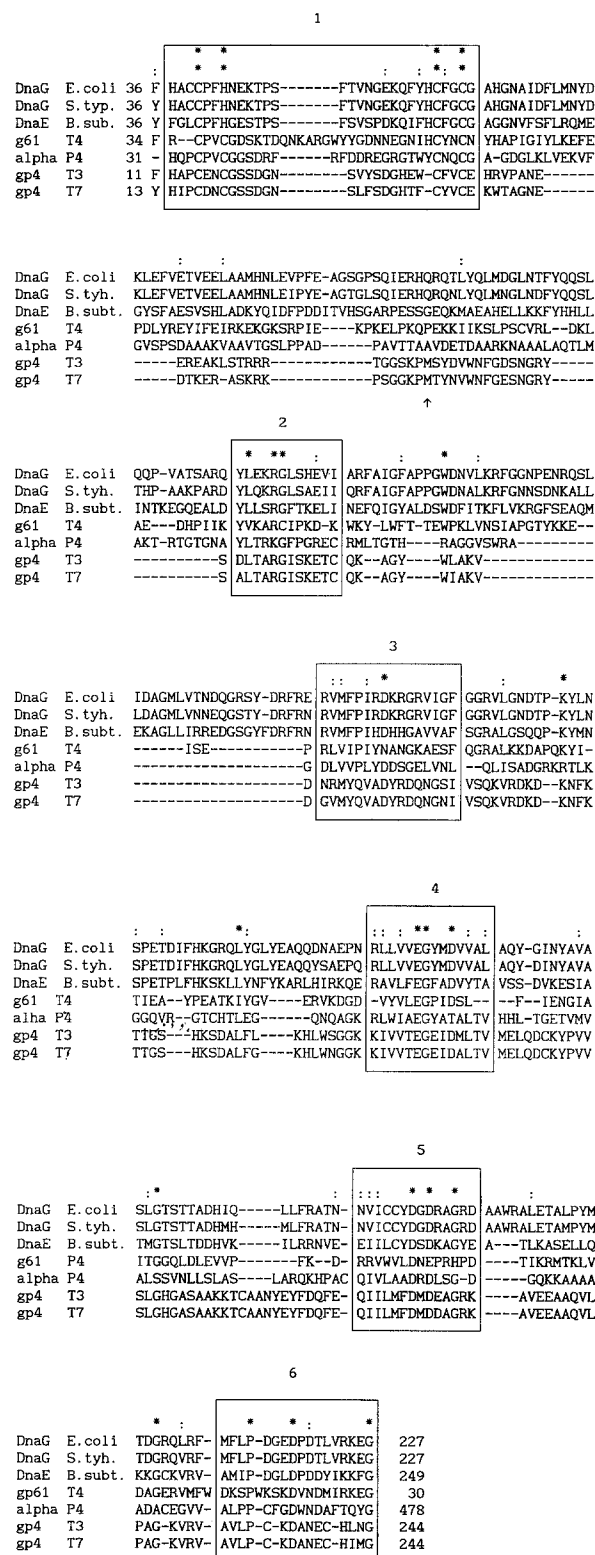 1
* * * *
* * * *
: : : : :
DnaG E.coli 36 F HACCPFHNEKTPS-------FTVNGEKQFYHCFGCG AHGNAIDFLMNYD
DnaG S.typ. 36 Y HACCPFHNEKTPS-------FTVNGEKQFYHCFGCG AHGNAIDFLMNYD
DnaE B.sub. 36 Y FGLCPFHGESTPS-------FSVSPDKQIFHCFGCG AGGNVFSFLRQME
g61 T4 34 F R--CPVCGDSKTDQNKARGWYYGDNNEGNIHCYNCN YHAPIGIYLKEFE
alpha P4 31 - HQPCPVCGGSDRF-----RFDDREGRGTWYCNQCG A-GDGLKLVEKVF
gp4 T3 11 F HAPCENCGSSDGN-------SVYSDGHEW-CFVCE HRVPANE------
gp4 T7 13 Y HIPCDNCGSSDGN-------SLFSDGHTF-CYVCE KWTAGNE------
: : :
DnaG E.coli KLEFVETVEELAAMHNLEVPFE-AGSGPSQIERHQRQTLYQLMDGLNTFYQQSL
DnaG S.tyh. KLEFVETVEELAAMHNLEIPYE-AGTGLSQIERHQRQNLYQLMNGLNDFYQQSL
DnaE B.subt. GYSFAESVSHLADKYQIDFPDDITVHSGARPESSGEQKMAEAHELLKKFYHHLL
g61 T4 PDLYREYIFEIRKEKGKSRPIE----KPKELPKQPEKKIIKSLPSCVRL--DKL
alpha P4 GVSPSDAAAKVAAVTGSLPPAD------PAVTTAAVDETDAARKNAAALAQTLM
gp4 T3 ----EREAKLSTRRR-------TGGSKPMSYDVWNFGDSNGRY-----
gp4 T7 ----DTKER-ASKRK-------PSGGKPMTYNVWNFGESNGRY-----
↑
2
* ** : : * :
DnaG E.coli QQP-VATSARQ YLEKRGLSHEVI ARFAIGFAPPGWDNVLKRFGGNPENRQSL
DnaG S.tyh. THP-AAKPARD YLQKRGLSAEII QRFAIGFAPPGWDNALKRFGNNSDNKALL
DnaE B.subt. INTKEGQEALD YLLSRGFTKELI NEFQIGYALDSWDFITKFLVKRGFSEAQM
g61 T4 AE---DHPIIK YVKARCIPKD-K WKY-LWFT-TEWPKLVNSIAPGTYKKE--
alpha P4 AKT-RTGTGNA YLTRKGFPGREC RMLTGTH---RAGGVSWRA----------
gp4 T3 ----------S DLTARGISKETC QK---AGY---WLAKV-------------
gp4 T7 ----------S ALTARGISKETC QK---AGY---WIAKV-------------
3
:: : * : *
DnaG E.coli IDAGMLVTNDQGRSY-DRFRE RVMFPIRDKRGRVIGF GGRVLGNDTP-KYLN
DnaG S.tyh. LDAGMLVNNEQGSTY-DRFRN RVMFPIRDKRGRVIGF GGRVLGNDTP-KYLN
DnaE B.subt. EKAGLLIRREDGSGYFDRFRN RVMFPIHDHHGAVVAF SGRALGSQQP-KYMN
g61 T4 ------ISE-----------P RLVIPIYNANGKAESF QGRALKKDAPQKYI-
alpha P4 --------------------G DLVVPLYDDSGELVNL -QLISADGRKRTLK
gp4 T3 --------------------D NRMYQVADYRDQNGSI VSQKVRDKD--KNFK
gp4 T7 --------------------D GVMYQVADYRDQNGNI VSQKVRDKD--KNFK
4
: : : * : : : ** * : : :
DnaG E.coli SPETDIFHKGRQLYGLYEAQQDNAEPN RLLVVEGYMDVVAL AQY-GINYAVA
DnaG S.tyh. SPETDIFHKGRQLYGLYEAQQYSAEPQ RLLVVEGYMDVVAL AQY-DINYAVA
DnaE B.subt. SPETPLFHKSKLLYNFYKARLHIRKQE RAVLFEGFADVYTA VSS-DVKESIA
g61 T4 TIEA---YPEATKIYGV----ERVKDGD -VYVLEGPIDSL-- --F--IENGIA
alha P4 GGQVR---GTCHTLEG------QNQAGK RLWIAEGYATALTV HHL-TGETVMV
gp4 T3 TTGS---HKSDALFL----KHLWSGGK KIVVTEGEIDMLTV MELQDCKYPVV
gp4 T7 TTGS---HKSDALFG----KHLWNGGK KIVVTEGEIDALTV MELQDCKYPVV
5
:* : ::: * * * :
DnaG E.coli SLGTSTTADHIQ-----LLFRATN- NVICCYDGDRAGRD AAWRALETALPYM
DnaG S.tyh. SLGTSTTADHMH-----MLFRATN- NVICCYDGDRAGRD AAWRALETAMPYM
DnaE B.subt. TMGTSLTDDHVK-----ILRRNVE- EIILCYDSDKAGYE A---TLKASELLQ
g61 P4 ITGGQLDLEVVP------FK--D- RRVWVLDNEPRHPD ---TIKRMTKLV
alpha P4 ALSSVNLLSLAS----LARQKHPAC QIVLAADRDLSG-D -----GQKKAAAA
gp4 T3 SLGHGASAAKKTCAANYEYFDQFE- QIILMFDMDEAGRK ----AVEEAAQVL
gp4 T7 SLGHGASAAKKTCAANYEYFDQFE- QIILMFDMDDAGRK ----AVEEAAQVL
6
* : * * : *
DnaG E.coli TDGRQLRF- MFLP-DGEDPDTLVRKEG 227
DnaG S.tyh. TDGRQVRF- MFLP-DGEDPDTLVRKEG 227
DnaE B.subt. KKGCKVRV- AMIP-DGLDPDDYIKKFG 249
gp61 T4 DAGERVMFW DKSPWKSKDVNDMIRKEG 30
alpha P4 ADACEGVV- ALPP-CFGDWNDAFTQYG 478
gp4 T3 PAG-KVRV- AVLP-C-KDANEC-HLNG 244
gp4 T7 PAG-KVRV- AVLP-C-KDANEC-HIMG 244